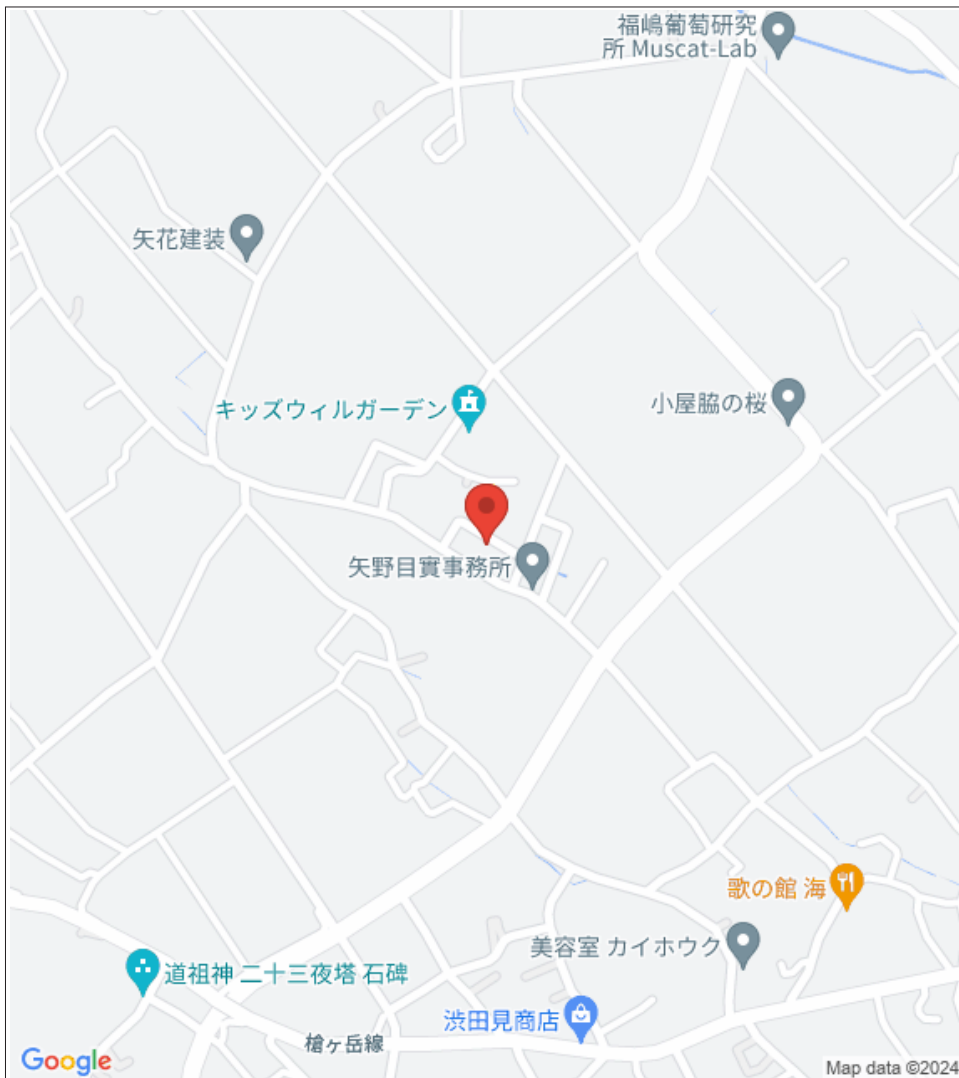 福嶋葡萄研究
所 Muscat-Lab
矢花建装
キッズウィルガーデン
小屋脇の桜
矢野目實事務所
歌の館 海
美容室 カイホウク
道祖神 二十三夜塔 石碑
渋田見商店
槍ヶ岳線
Google
Map data ©2024